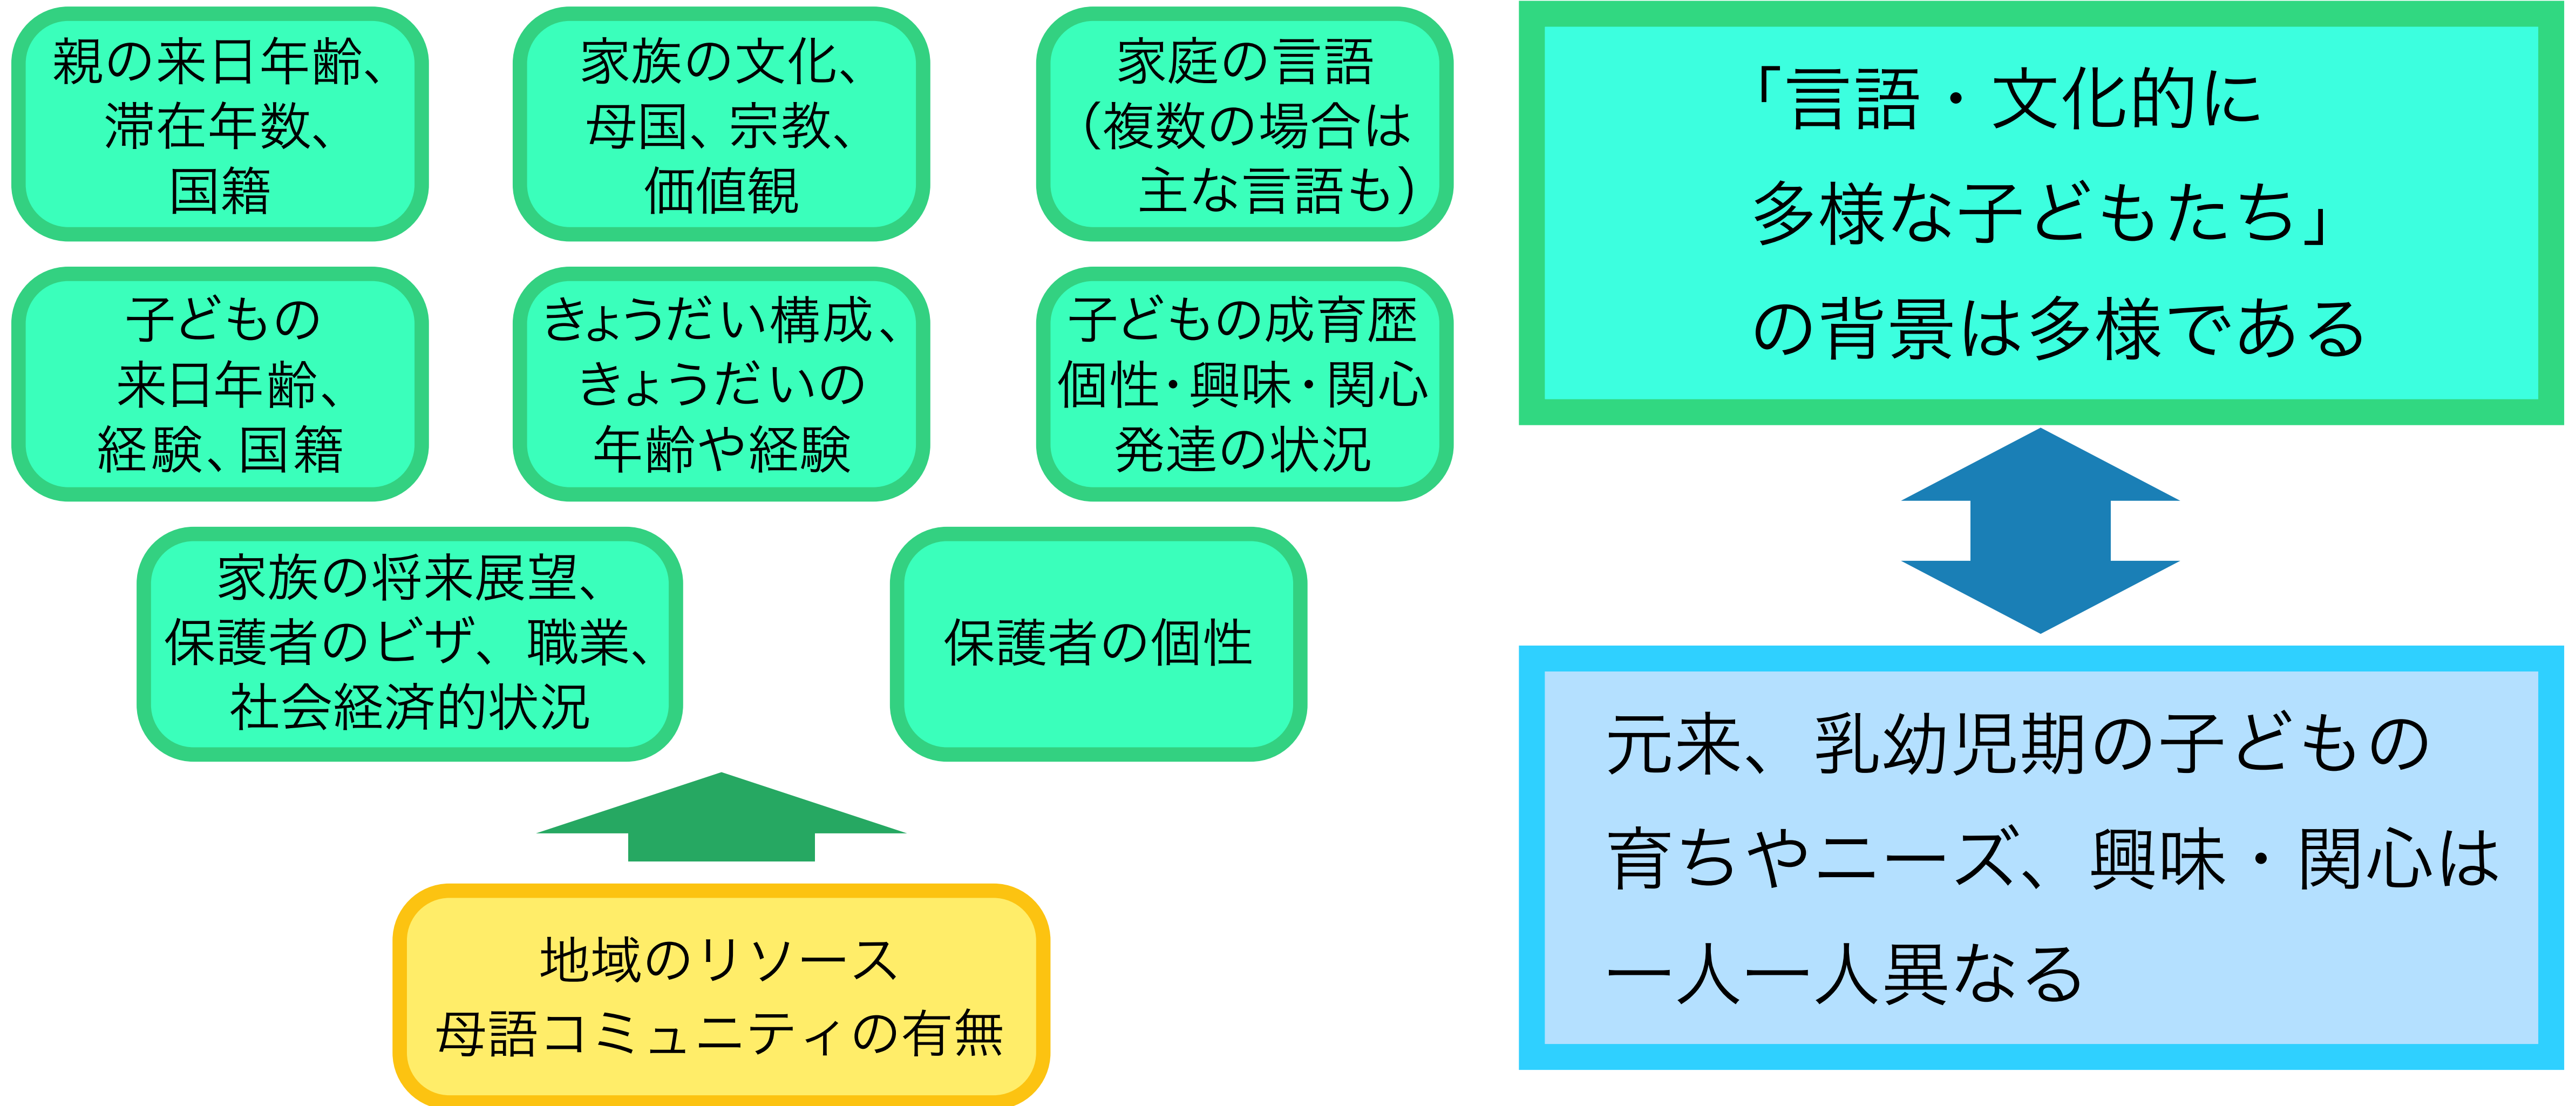 親の来日年齢、
滞在年数、
国籍
家族の文化、
母国、宗教、
価値観
家庭の言語
（複数の場合は
主な言語も）
子どもの
来日年齢、
経験、国籍
きょうだい構成、
きょうだいの
年齢や経験
子どもの成育歴
個性・興味・関心
発達の状況
家族の将来展望、
保護者のビザ、職業、
社会経済的状況
保護者の個性
地域のリソース
母語コミュニティの有無
「言語・文化的に
多様な子どもたち」
の背景は多様である
元来、乳幼児期の子どもの
育ちやニーズ、興味・関心は
一人一人異なる